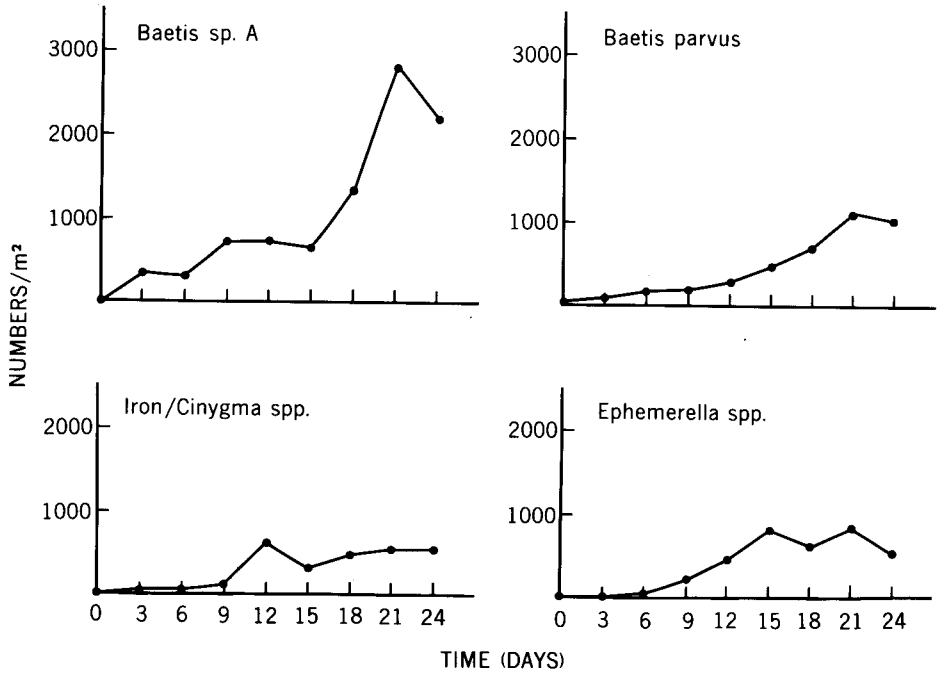 Baetis sp. A
3000
2000
1000
Baetis parvus
3000
2000
1000
NUMBERS/m²
Iron/Cinygma spp.
2000
1000
0 3 6 9 12 15 18 21 24
Ephemerella spp.
2000
1000
0 3 6 9 12 15 18 21 24
TIME (DAYS)